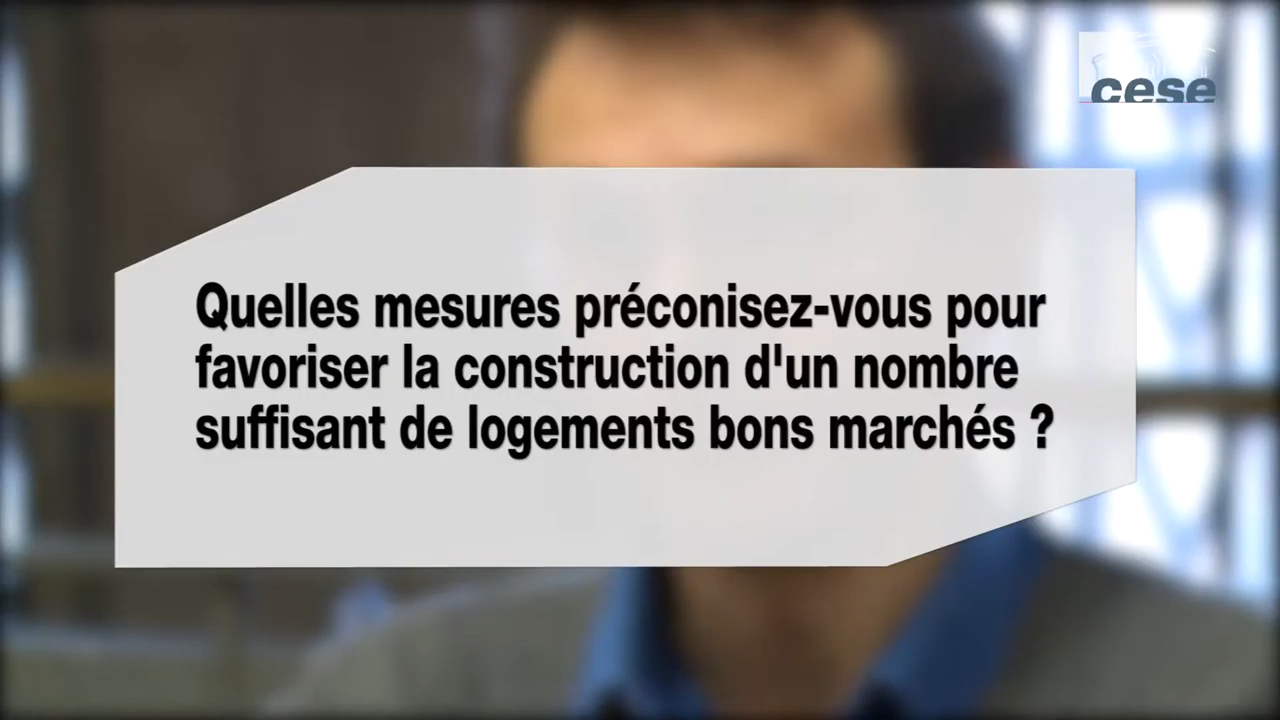 cese
Quelles mesures préconisez-vous pour
favoriser la construction d'un nombre
suffisant de logements bons marchés ?